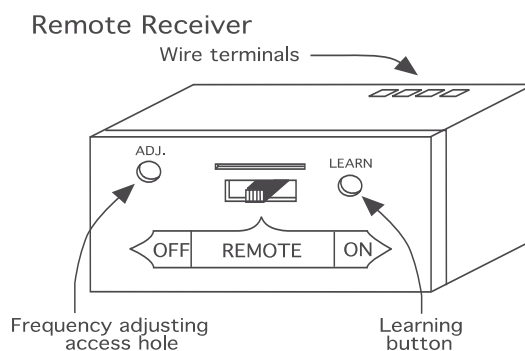 Remote Receiver
Wire terminals
ADJ.
LEARN
OFF REMOTE ON
Frequency adjusting
access hole
Learning
button